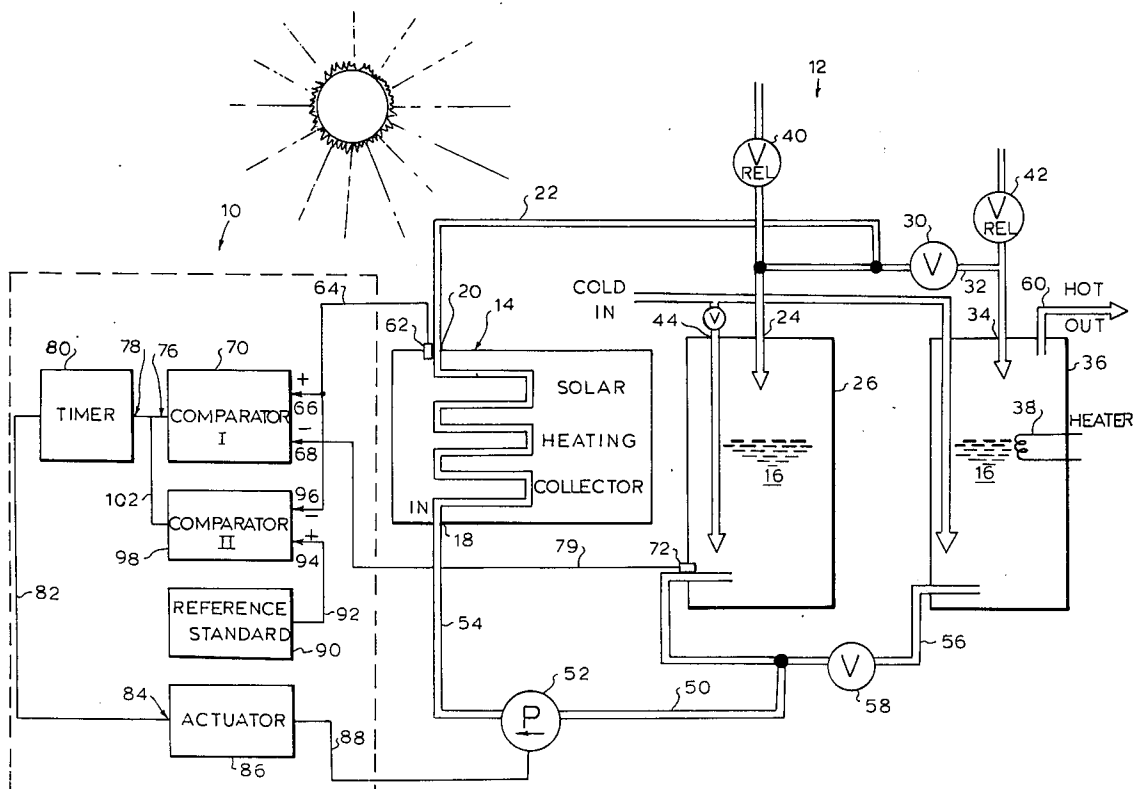 12
40
V
REL
42
V
REL
22
10
30
V
32
64
COLD
IN
60
HOT
OUT
62
20
14
44
V
24
34
80
78
76
70
+
66
−
68
TIMER
COMPARATOR
I
SOLAR
HEATING
COLLECTOR
IN
18
26
36
38
HEATER
16
16
102
96
−
+
94
COMPARATOR
II
98
79
72
82
REFERENCE
STANDARD
92
90
54
56
52
P
50
V
58
84
ACTUATOR
86
88